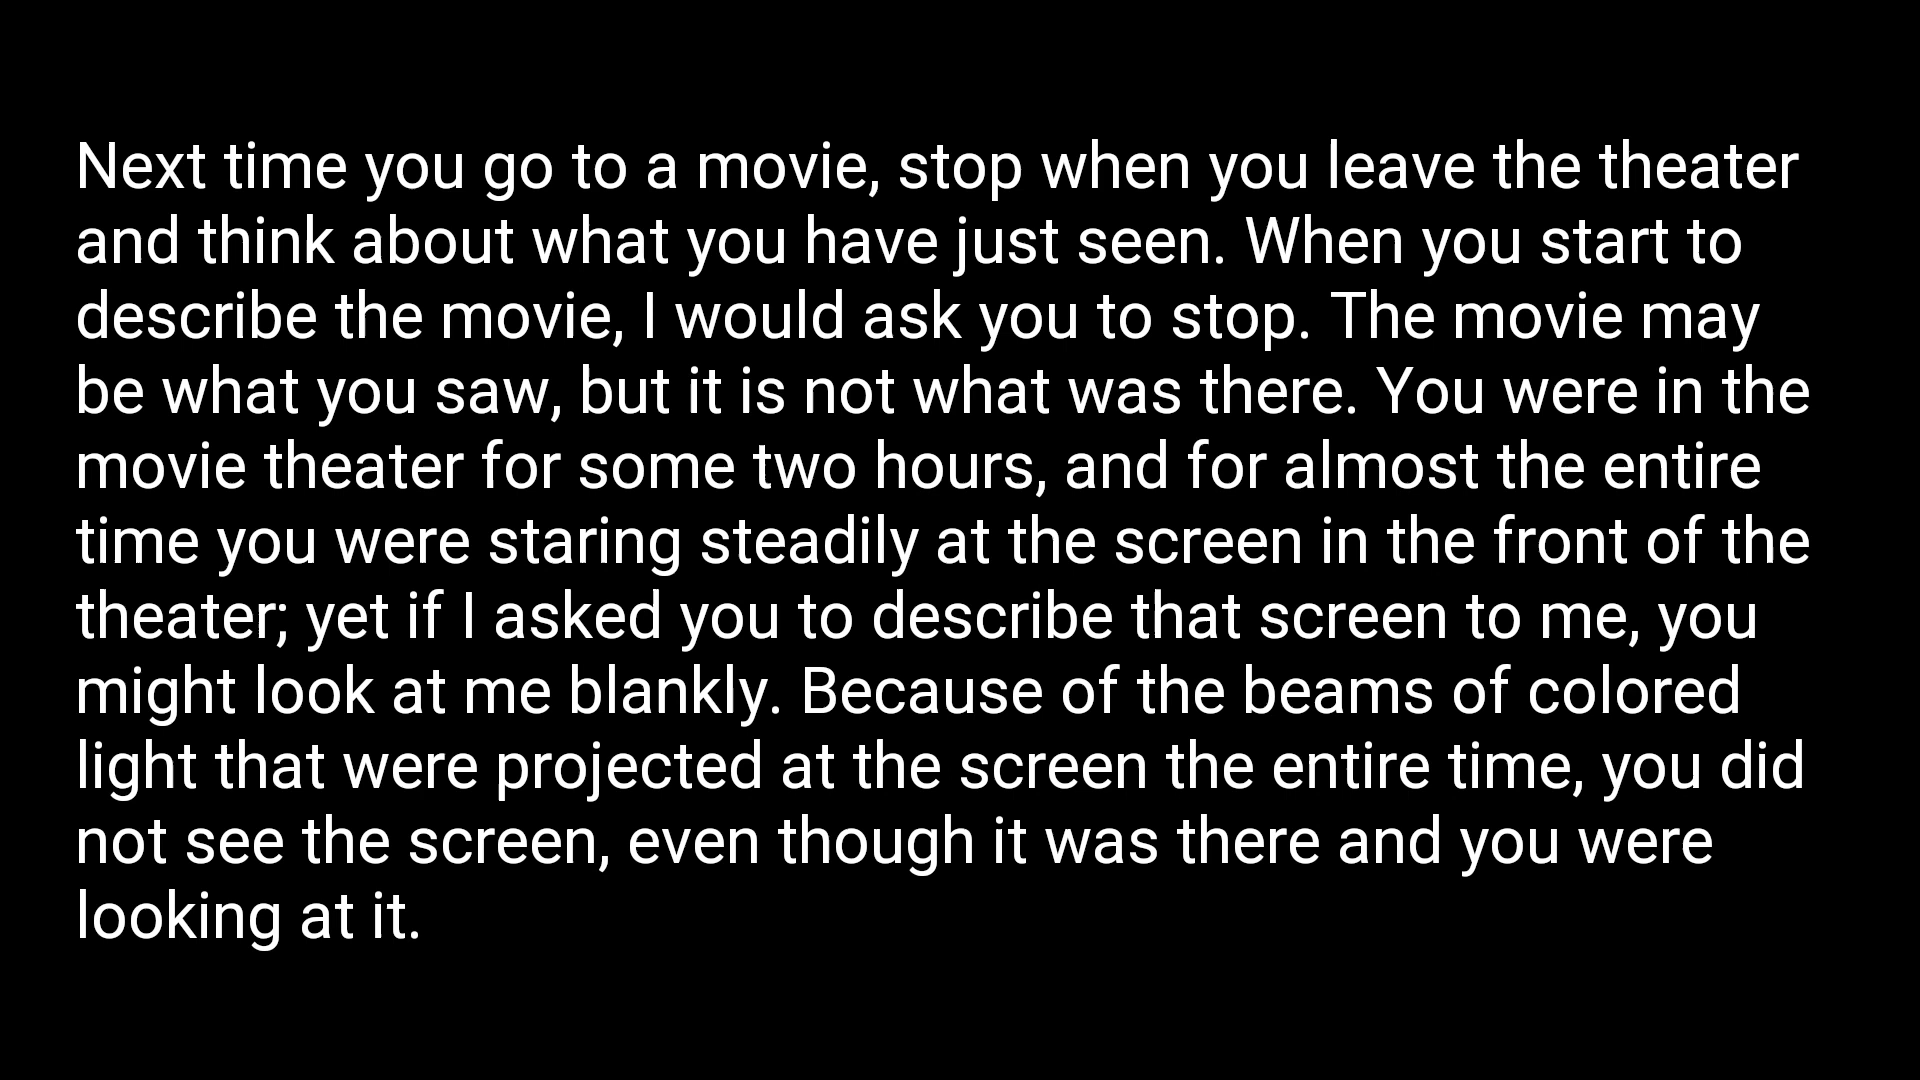 Next time you go to a movie, stop when you leave the theater
and think about what you have just seen. When you start to
describe the movie, I would ask you to stop. The movie may
be what you saw, but it is not what was there. You were in the
movie theater for some two hours, and for almost the entire
time you were staring steadily at the screen in the front of the
theater; yet if I asked you to describe that screen to me, you
might look at me blankly. Because of the beams of colored
light that were projected at the screen the entire time, you did
not see the screen, even though it was there and you were
looking at it.